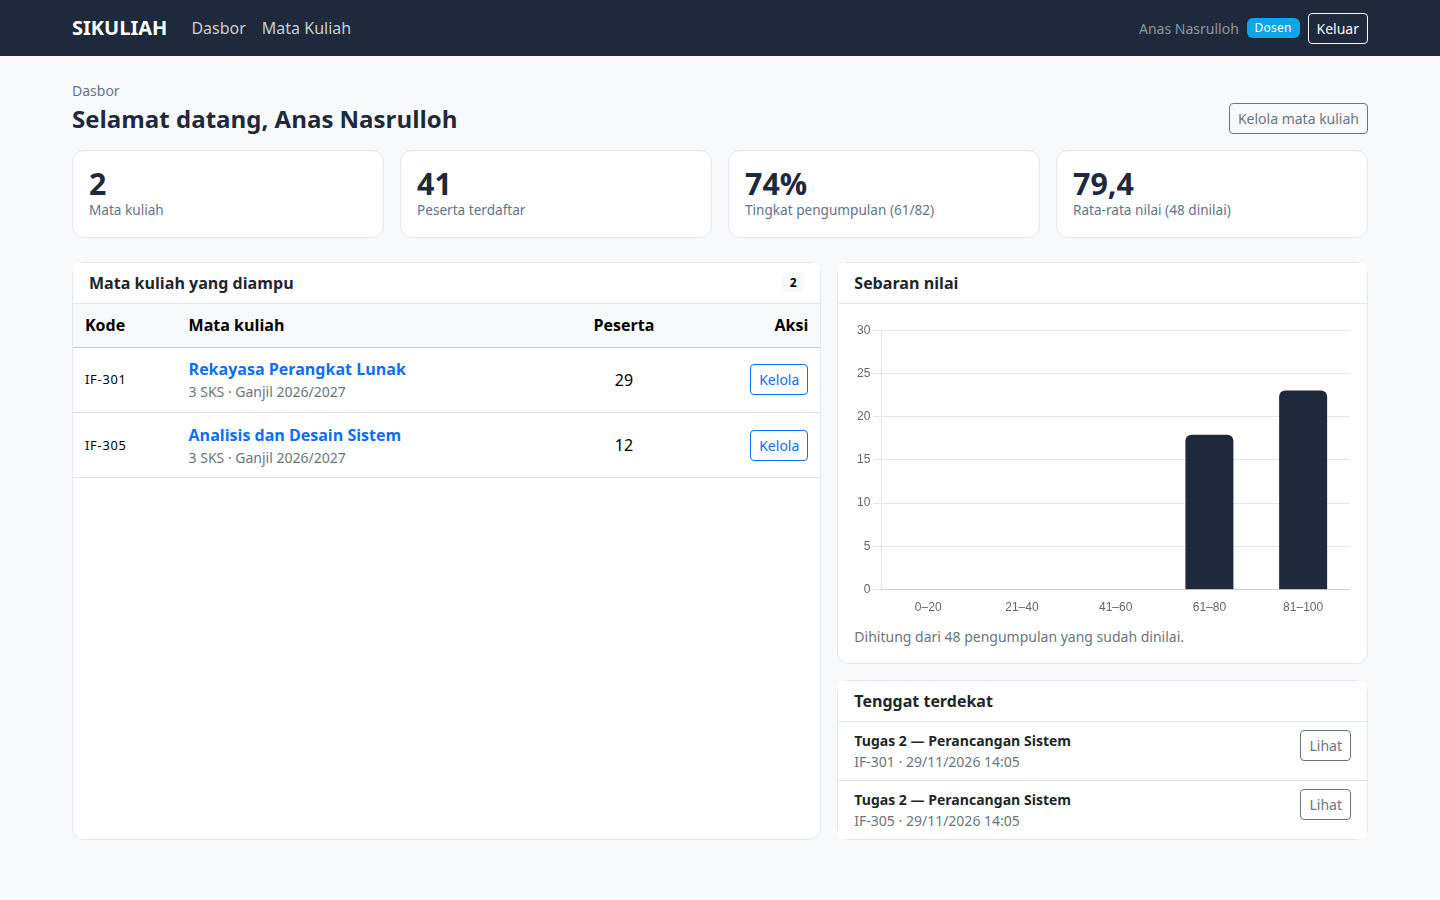 SIKULIAH Dasbor Mata Kuliah Anas Nasrulloh Dosen Keluar
Dasbor
Selamat datang, Anas Nasrulloh
Kelola mata kuliah
2
Mata kuliah
41
Peserta terdaftar
74%
Tingkat pengumpulan (61/82)
79,4
Rata-rata nilai (48 dinilai)
Mata kuliah yang diampu 2
Kode Mata kuliah Peserta Aksi
IF-301 Rekayasa Perangkat Lunak 29 Kelola
3 SKS · Ganjil 2026/2027
IF-305 Analisis dan Desain Sistem 12 Kelola
3 SKS · Ganjil 2026/2027
Sebaran nilai
30
25
20
15
10
5
0
0–20 21–40 41–60 61–80 81–100
Dihitung dari 48 pengumpulan yang sudah dinilai.
Tenggat terdekat
Tugas 2 — Perancangan Sistem Lihat
IF-301 · 29/11/2026 14:05
Tugas 2 — Perancangan Sistem Lihat
IF-305 · 29/11/2026 14:05